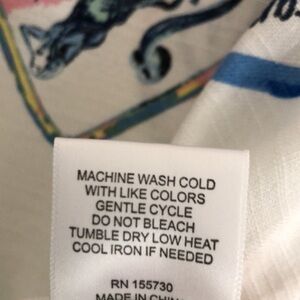 MACHINE WASH COLD
WITH LIKE COLORS
GENTLE CYCLE
DO NOT BLEACH
TUMBLE DRY LOW HEAT
COOL IRON IF NEEDED
RN 155730
MADE IN CHINA